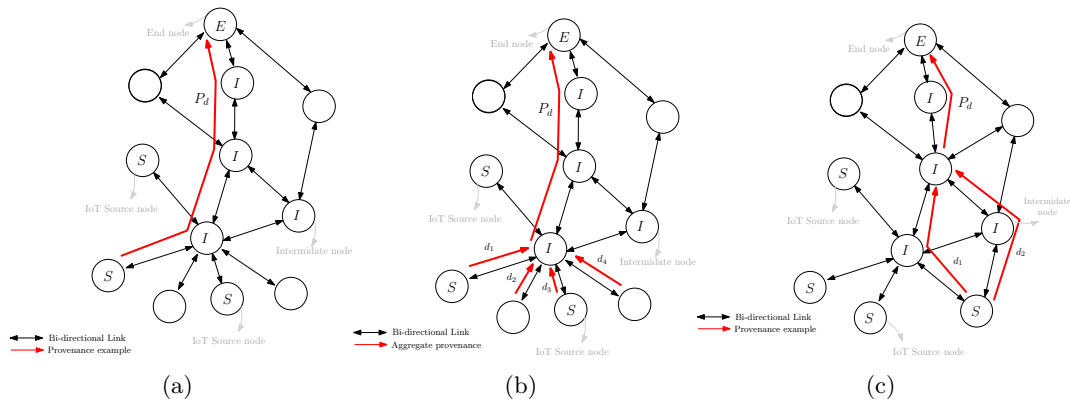 E
End node
I
P_d
I
S
IoT Source node
I
I
Intermidate node
S
S
IoT Source node
Bi-directional Link
Provenance example
(a)
E
End node
I
P_d
I
S
IoT Source node
I
d_1
I
d_4
Intermidate node
d_2
d_3
S
S
IoT Source node
Bi-directional Link
Aggregate provenance
(b)
E
End node
I
P_d
I
S
IoT Source node
Intermidate
node
I
I
d_1
d_2
S
S
S
IoT Source node
Bi-directional Link
Provenance example
(c)